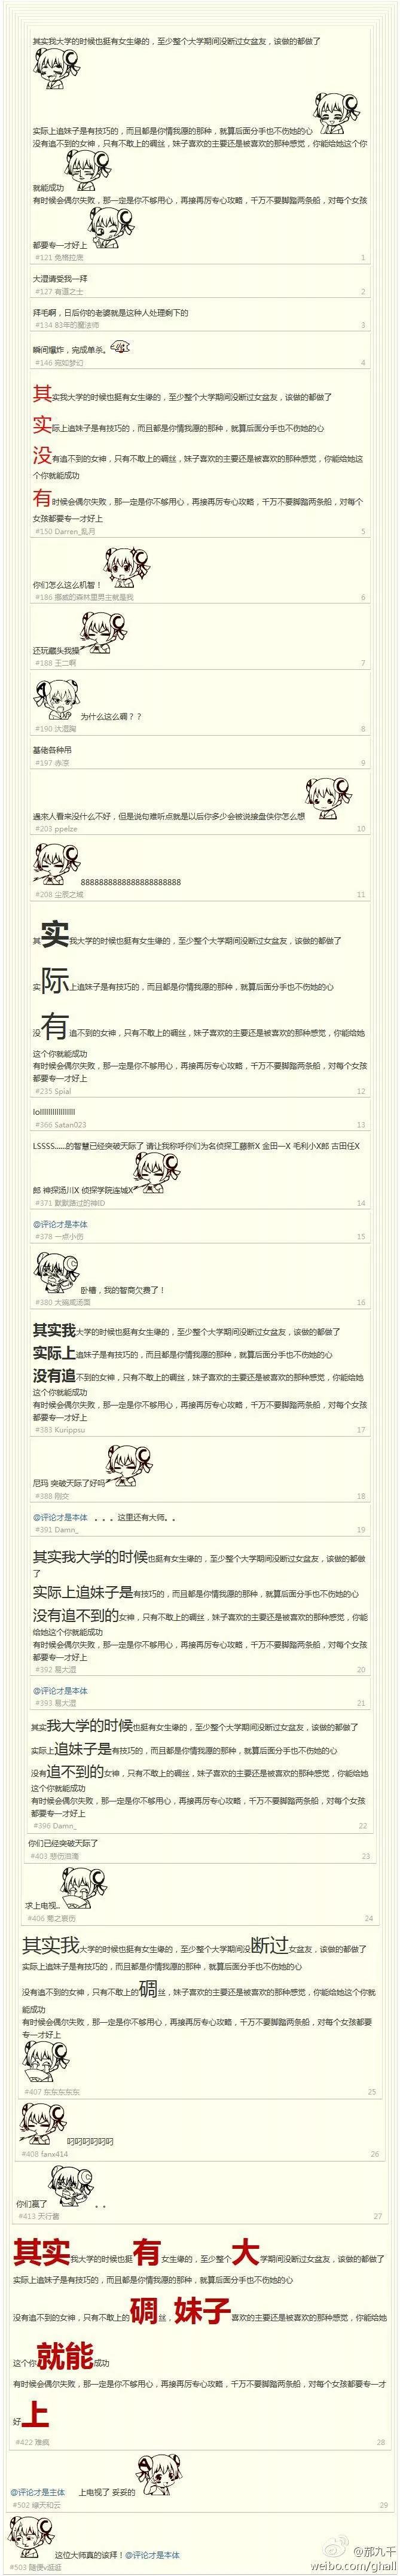 其实我大学的时候也挺有女生缘的，至少整个大学期间没断过女盆友，该做的都做了
实际上追妹子是有技巧的，而且都是你情我愿的那种，就算后面分手也不伤她的心
没有追不到的女神，只有不敢上的碉丝，妹子喜欢的主要还是被喜欢的那种感觉，你能给她这个你
就能成功
有时候会偶尔失败，那一定是你不够用心，再接再厉专心攻略，千万不要脚踏两条船，对每个女孩
都要专一才好上
#121 兔格拉底 1
大湿请受我一拜
#127 有道之士 2
拜毛啊，日后你的老婆就是这种人处理剩下的
#134 83年的魔法师 3
瞬间爆炸，完成单杀。
#146 宛如梦幻 4
其实我大学的时候也挺有女生缘的，至少整个大学期间没断过女盆友，该做的都做了
实际上追妹子是有技巧的，而且都是你情我愿的那种，就算后面分手也不伤她的心
没有追不到的女神，只有不敢上的碉丝，妹子喜欢的主要还是被喜欢的那种感觉，你能给她这
个你就能成功
有时候会偶尔失败，那一定是你不够用心，再接再厉专心攻略，千万不要脚踏两条船，对每个
女孩都要专一才好上
#150 Darren_乱月 5
你们怎么这么机智！
#186 挪威的森林里男主就是我 6
还玩藏头我操
#188 王二啊 7
为什么这么碉？？
#190 汰湿胸 8
基佬各种吊
#197 赤凉 9
过来人看来没什么不好，但是说句难听点就是以后你多少会被说接盘侠你怎么想
#203 ppelze 10
88888888888888888888888
#208 尘辰之城 11
其实我大学的时候也挺有女生缘的，至少整个大学期间没断过女盆友，该做的都做了
实际上追妹子是有技巧的，而且都是你情我愿的那种，就算后面分手也不伤她的心
没有追不到的女神，只有不敢上的碉丝，妹子喜欢的主要还是被喜欢的那种感觉，你能给她
这个你就能成功
有时候会偶尔失败，那一定是你不够用心，再接再厉专心攻略，千万不要脚踏两条船，对每个女孩
都要专一才好上
#235 Spial 12
lolllllllllllllllll
#366 Satan023 13
LSSSS......的智慧已经突破天际了 请让我称呼你们为名侦探工藤新X 金田一X 毛利小X郎 古田任X
郎 神探汤川X 侦探学院连城X
#371 默默路过的神ID 14
@评论才是本体
#378 一点小伤 15
卧槽，我的智商欠费了！
#380 大碗咸汤面 16
其实我大学的时候也挺有女生缘的，至少整个大学期间没断过女盆友，该做的都做了
实际上追妹子是有技巧的，而且都是你情我愿的那种，就算后面分手也不伤她的心
没有追不到的女神，只有不敢上的碉丝，妹子喜欢的主要还是被喜欢的那种感觉，你能给她
这个你就能成功
有时候会偶尔失败，那一定是你不够用心，再接再厉专心攻略，千万不要脚踏两条船，对每个女孩
都要专一才好上
#383 Kurippsu 17
尼玛 突破天际了好吗
#388 刚交 18
@评论才是本体 。。。这里还有大师。。
#391 Damn_ 19
其实我大学的时候也挺有女生缘的，至少整个大学期间没断过女盆友，该做的都做
了
实际上追妹子是有技巧的，而且都是你情我愿的那种，就算后面分手也不伤她的心
没有追不到的女神，只有不敢上的碉丝，妹子喜欢的主要还是被喜欢的那种感觉，你能
给她这个你就能成功
有时候会偶尔失败，那一定是你不够用心，再接再厉专心攻略，千万不要脚踏两条船，对每个女孩
都要专一才好上
#392 易大湿 20
@评论才是本体
#393 易大湿 21
其实我大学的时候也挺有女生缘的，至少整个大学期间没断过女盆友，该做的都做了
实际上追妹子是有技巧的，而且都是你情我愿的那种，就算后面分手也不伤她的心
没有追不到的女神，只有不敢上的碉丝，妹子喜欢的主要还是被喜欢的那种感觉，你能给她
这个你就能成功
有时候会偶尔失败，那一定是你不够用心，再接再厉专心攻略，千万不要脚踏两条船，对每个女孩
都要专一才好上
#396 Damn_ 22
你们已经突破天际了
#403 悲伤流淌 23
求上电视..
#406 菊之哀伤 24
其实我大学的时候也挺有女生缘的，至少整个大学期间没断过女盆友，该做的都做了
实际上追妹子是有技巧的，而且都是你情我愿的那种，就算后面分手也不伤她的心
没有追不到的女神，只有不敢上的碉丝，妹子喜欢的主要还是被喜欢的那种感觉，你能给她这个你就
能成功
有时候会偶尔失败，那一定是你不够用心，再接再厉专心攻略，千万不要脚踏两条船，对每个女孩都要
专一才好上
#407 东东东东东 25
叼叼叼叼叼叼
#408 fanx414 26
你们赢了 。。
#413 天行酱 27
其实我大学的时候也挺有女生缘的，至少整个大学期间没断过女盆友，该做的都做了
实际上追妹子是有技巧的，而且都是你情我愿的那种，就算后面分手也不伤她的心
没有追不到的女神，只有不敢上的碉丝，妹子喜欢的主要还是被喜欢的那种感觉，你能给她
这个你就能成功
有时候会偶尔失败，那一定是你不够用心，再接再厉专心攻略，千万不要脚踏两条船，对每个女孩都要专一才
好上
#422 难疯 28
@评论才是主体 上电视了 妥妥的
#502 绿天和云 29
这位大师真的该拜！@评论才是本体
#503 随便v逛逛
郝九千
weibo.com/ghall